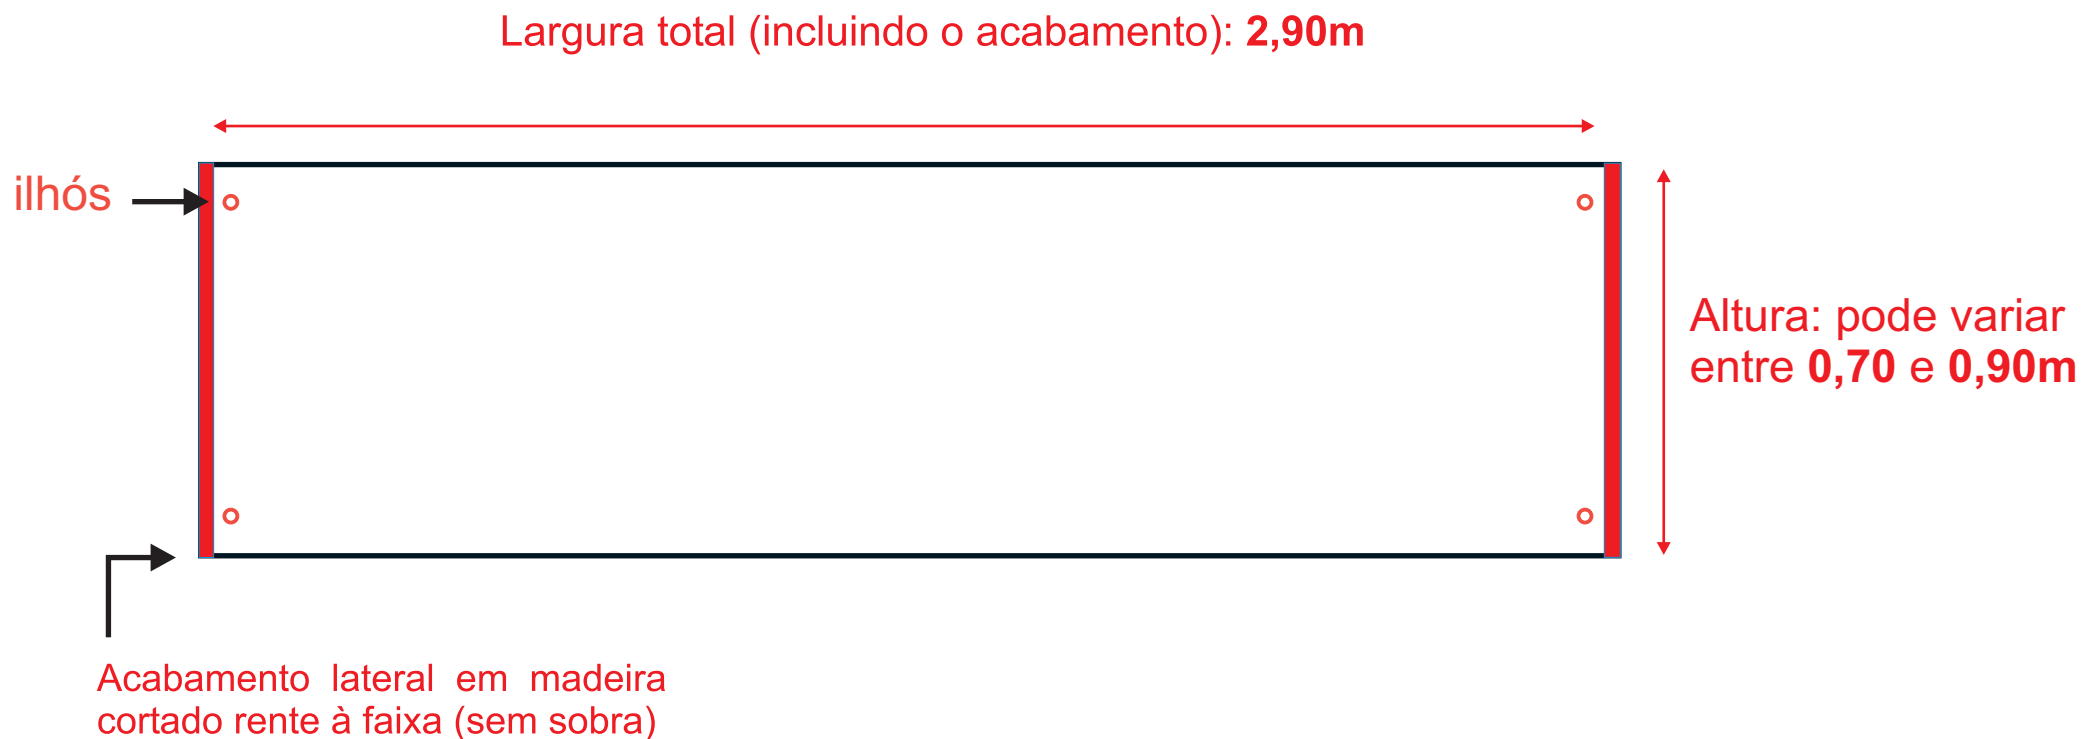 Largura total (incluindo o acabamento): 2,90m
ilhós
Altura: pode variar
entre 0,70 e 0,90m
Acabamento lateral em madeira
cortado rente à faixa (sem sobra)